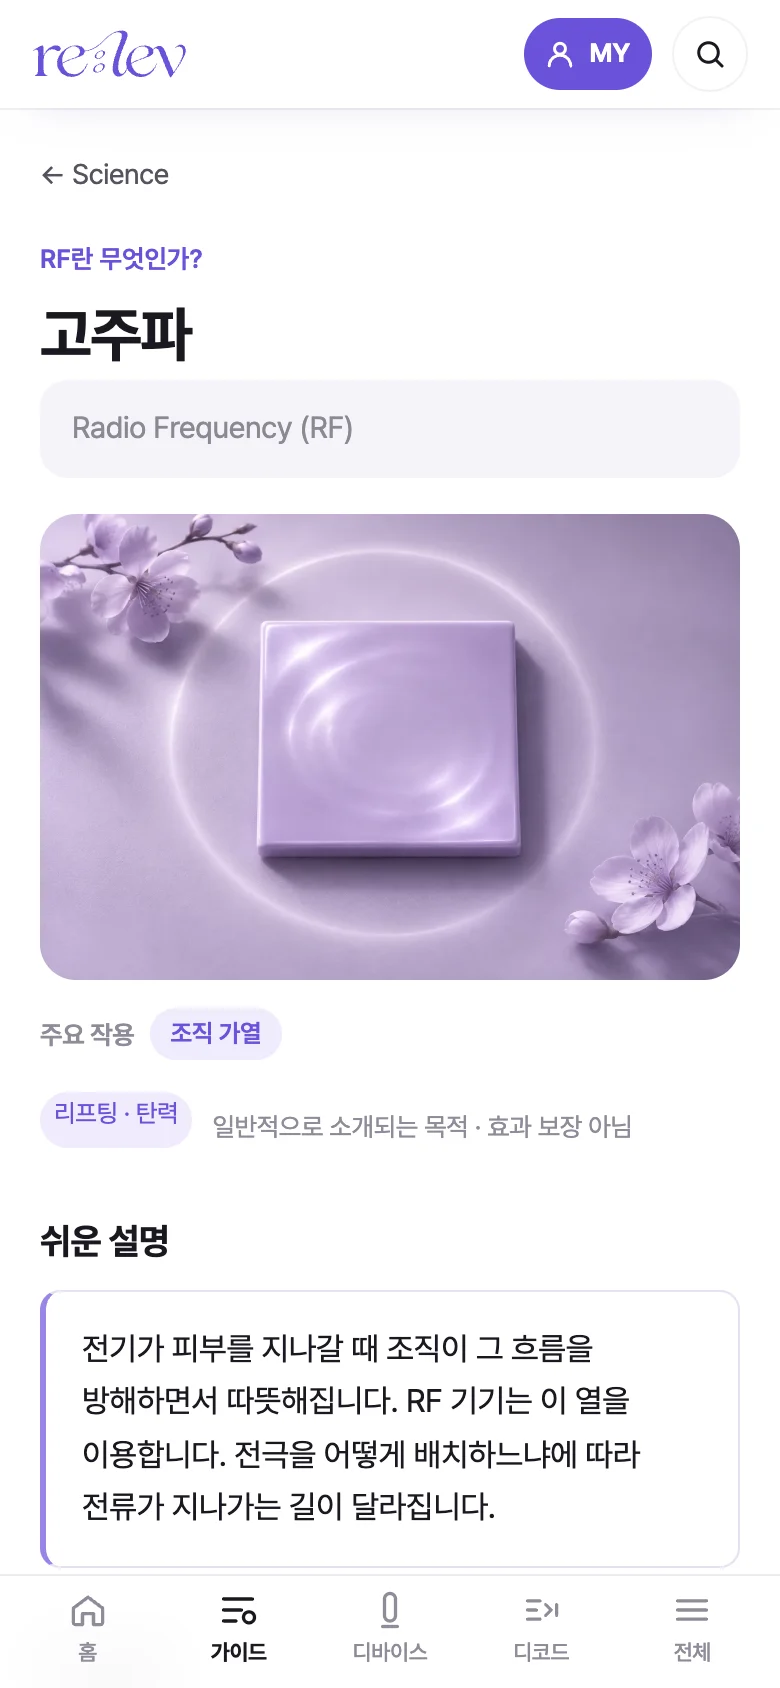 re:lev
MY
← Science
RF란 무엇인가?
고주파
Radio Frequency (RF)
주요 작용 조직 가열
리프팅 · 탄력 일반적으로 소개되는 목적 · 효과 보장 아님
쉬운 설명
전기가 피부를 지나갈 때 조직이 그 흐름을
방해하면서 따뜻해집니다. RF 기기는 이 열을
이용합니다. 전극을 어떻게 배치하느냐에 따라
전류가 지나가는 길이 달라집니다.
홈 가이드 디바이스 디코드 전체